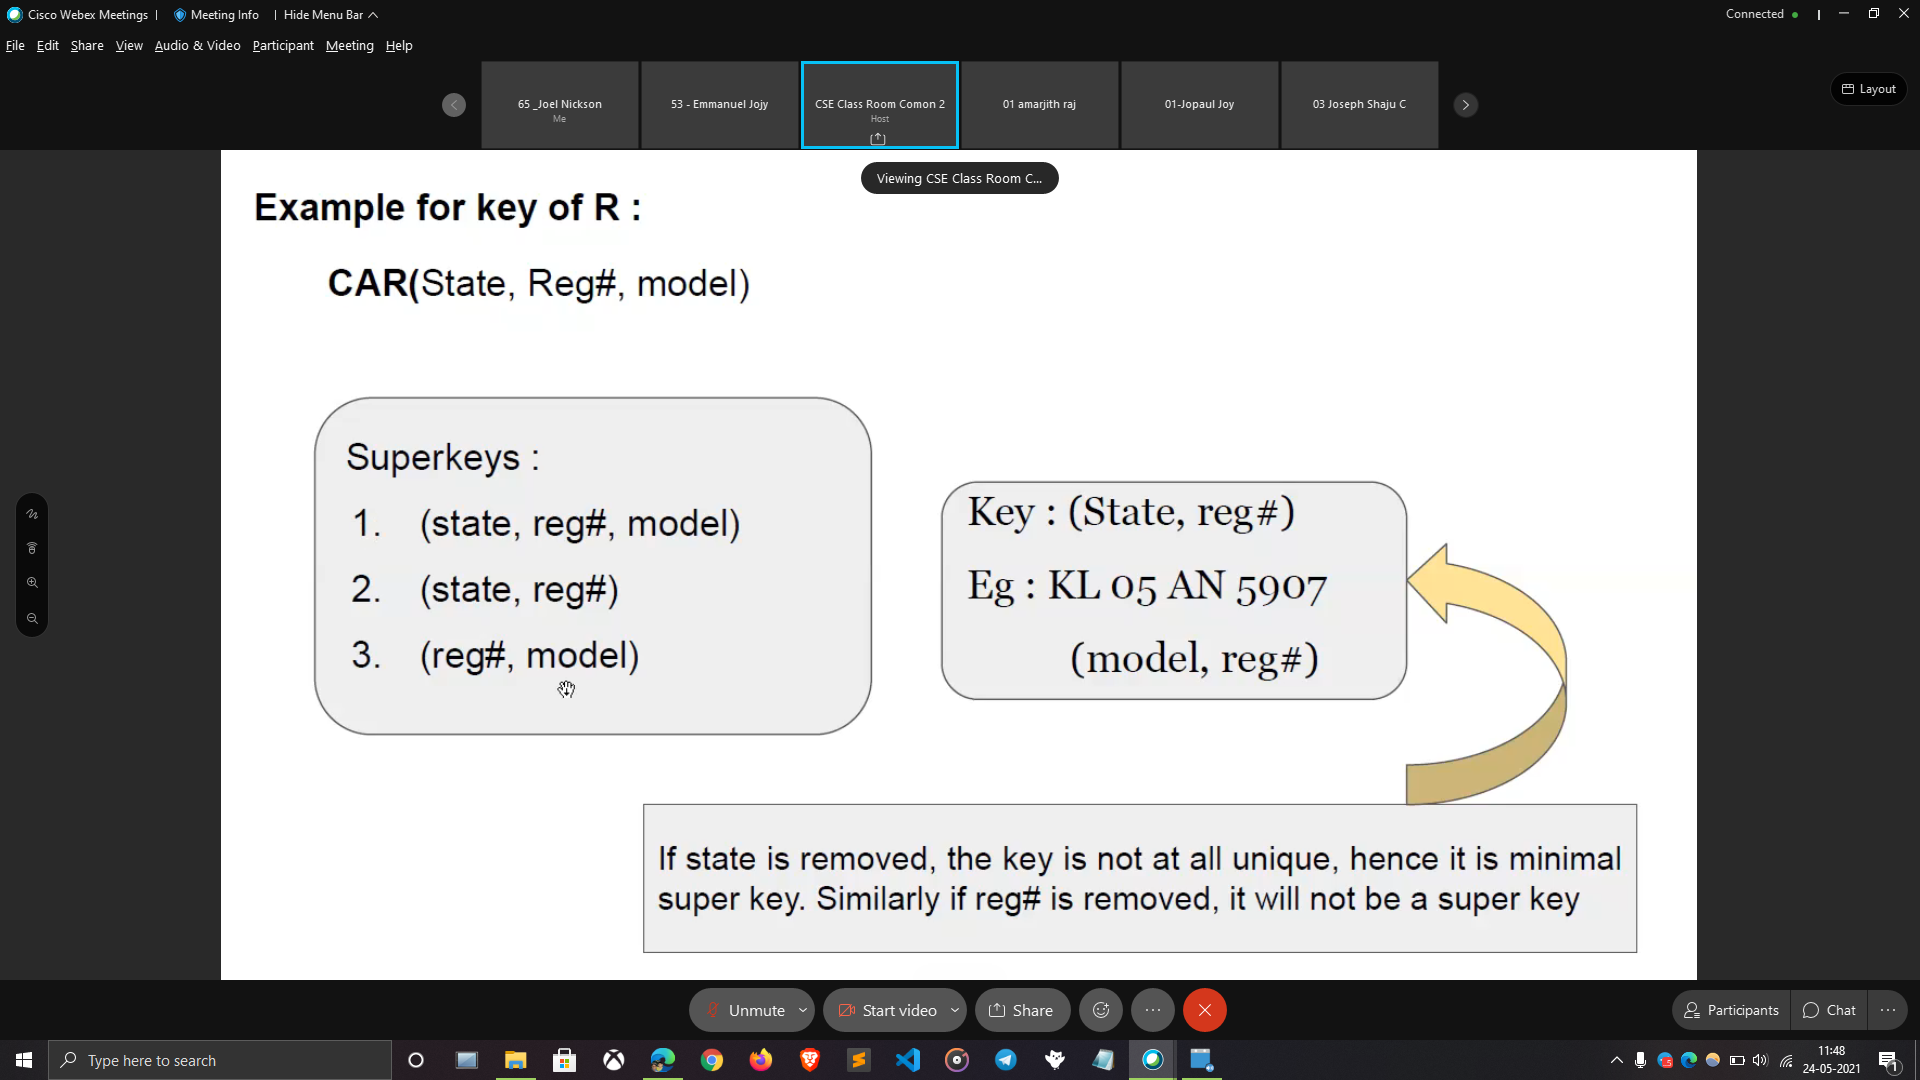 Cisco Webex Meetings | Meeting Info | Hide Menu Bar
Connected
File Edit Share View Audio & Video Participant Meeting Help
65 _Joel Nickson
Me
53 - Emmanuel Jojy
CSE Class Room Comon 2
Host
01 amarjith raj
01-Jopaul Joy
03 Joseph Shaju C
Layout
Viewing CSE Class Room C...
Example for key of R :
CAR(State, Reg#, model)
Superkeys :
1. (state, reg#, model)
2. (state, reg#)
3. (reg#, model)
Key : (State, reg#)
Eg : KL 05 AN 5907
(model, reg#)
If state is removed, the key is not at all unique, hence it is minimal
super key. Similarly if reg# is removed, it will not be a super key
Unmute
Start video
Share
Participants
Chat
Type here to search
11:48
24-05-2021
1